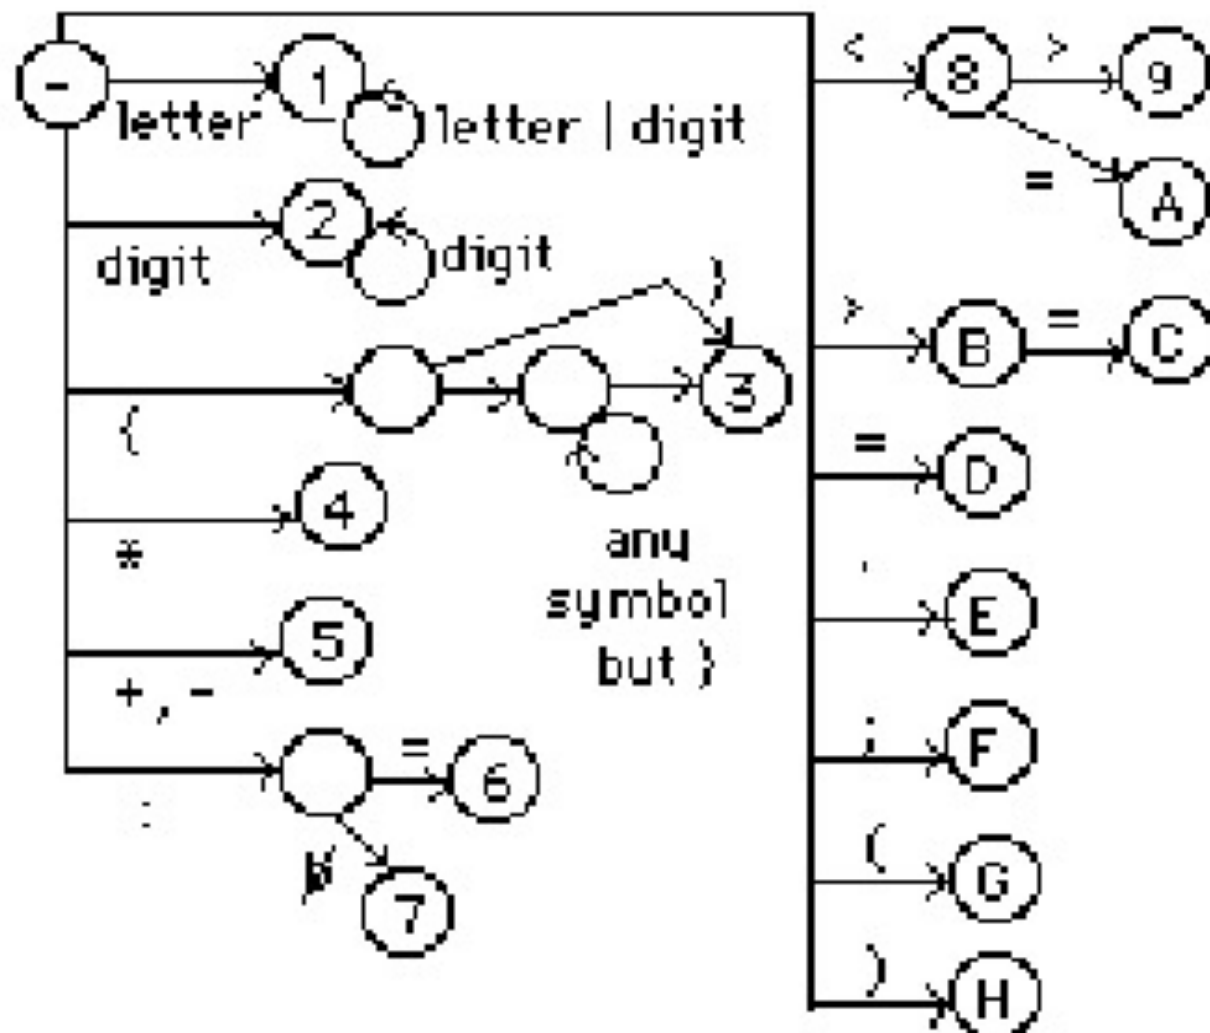 - letter 1 letter | digit
digit 2 digit
{ } 3
any
symbol
but }
* 4
+,- 5
: = 6
7
< 8 > 9
= A
> B = C
= D
E
; F
( G
) H